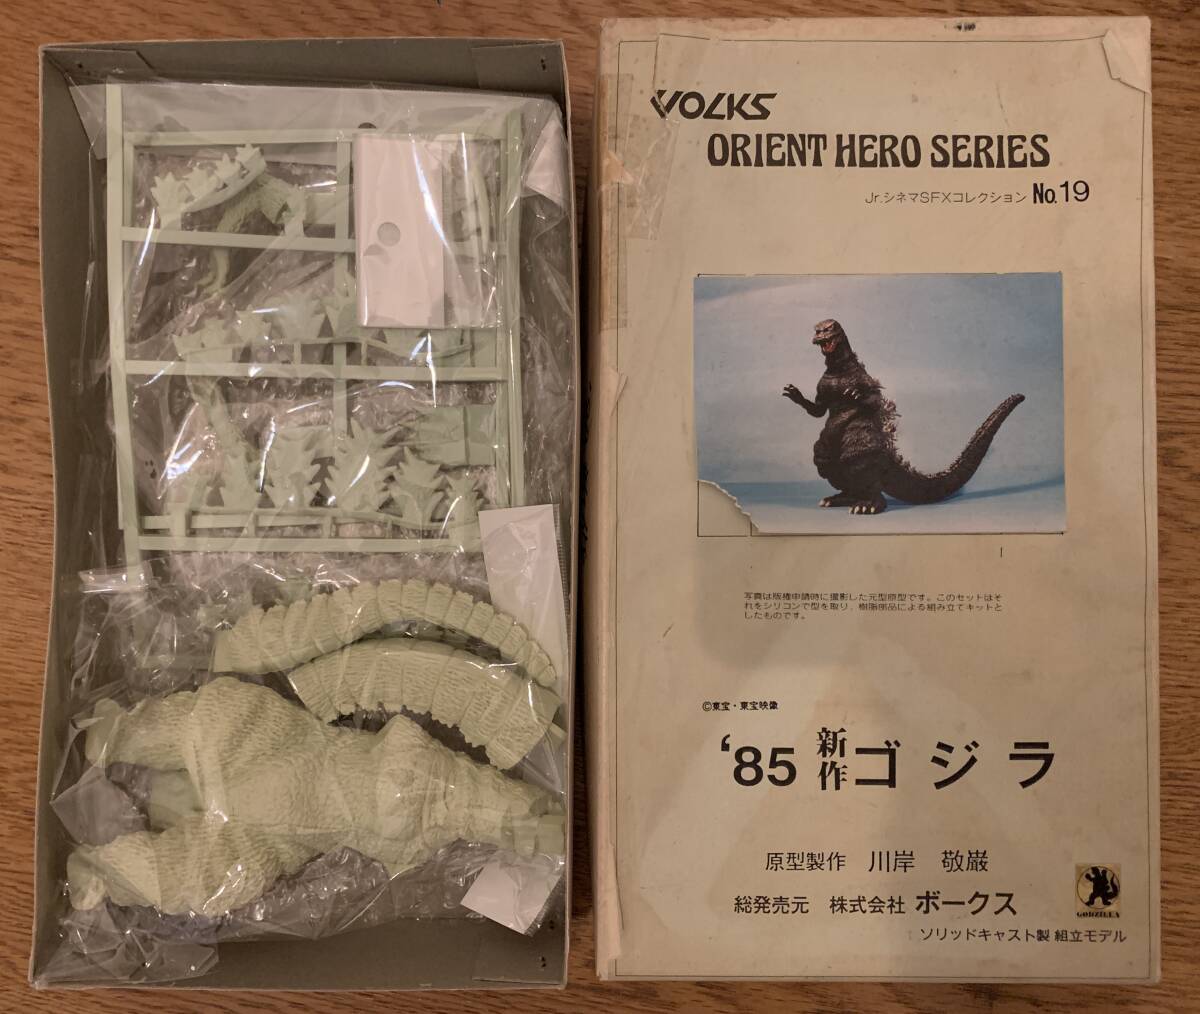 VOLKS
ORIENT HERO SERIES
Jr.シネマSFXコレクション No.19
写真は版権申請時に撮影した元型原型です。このセットはそ
れをシリコンで型を取り、樹脂部品による組み立てキットと
したものです。
©東宝・東宝映像
‘85 新作 ゴジラ
原型製作 川岸 敬厳
総発売元 株式会社 ボークス
GODZILLA
ソリッドキャスト製 組立モデル